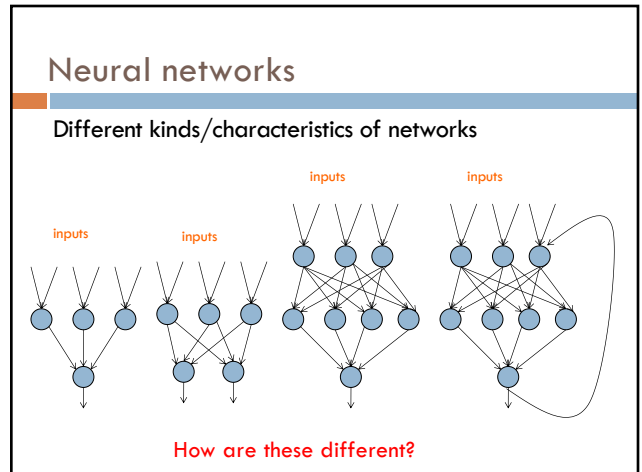 Neural networks
Different kinds/characteristics of networks
inputs
inputs
inputs
inputs
How are these different?